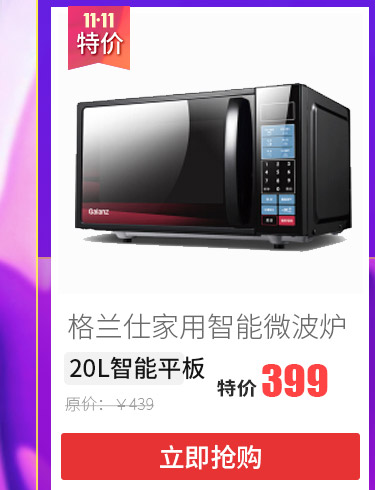 11·11
特价
Galanz
格兰仕家用智能微波炉
20L智能平板
特价 399
原价：￥439
立即抢购